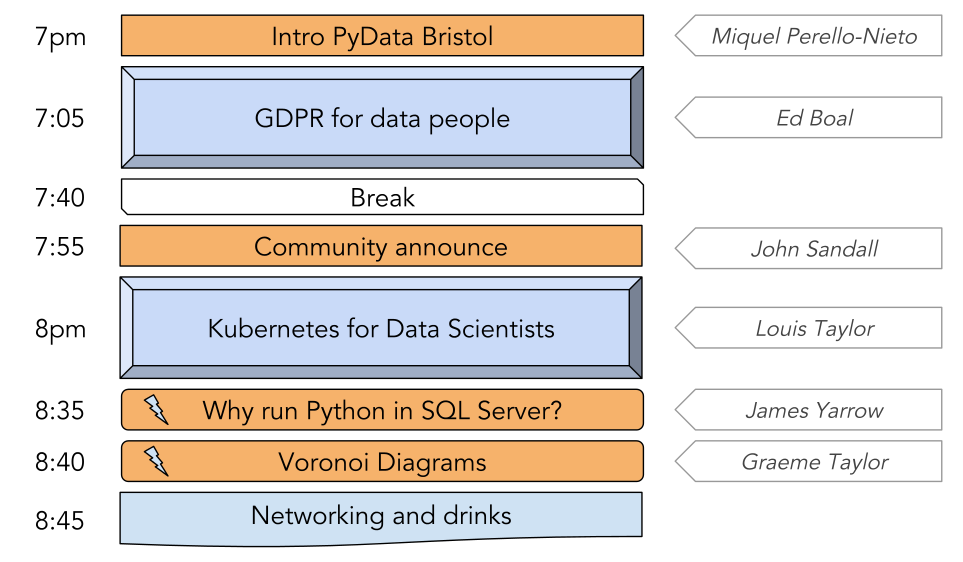 7pm Intro PyData Bristol Miquel Perello-Nieto
7:05 GDPR for data people Ed Boal
7:40 Break
7:55 Community announce John Sandall
8pm Kubernetes for Data Scientists Louis Taylor
8:35 Why run Python in SQL Server? James Yarrow
8:40 Voronoi Diagrams Graeme Taylor
8:45 Networking and drinks